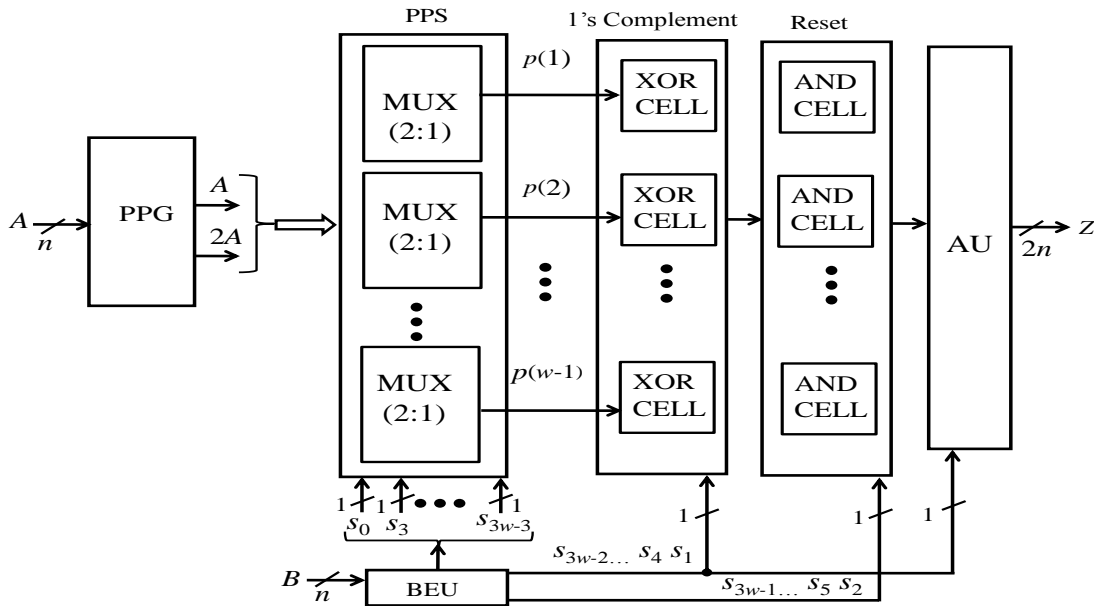 PPS
1's Complement
Reset
MUX
(2:1)
p(1)
XOR
CELL
AND
CELL
A
n
PPG
A
2A
MUX
(2:1)
p(2)
XOR
CELL
AND
CELL
AU
2n
Z
MUX
(2:1)
p(w-1)
XOR
CELL
AND
CELL
1 1 1
s0 s3 s3w-3
1 1 1
B
n
BEU
s3w-2... s4 s1
s3w-1... s5 s2